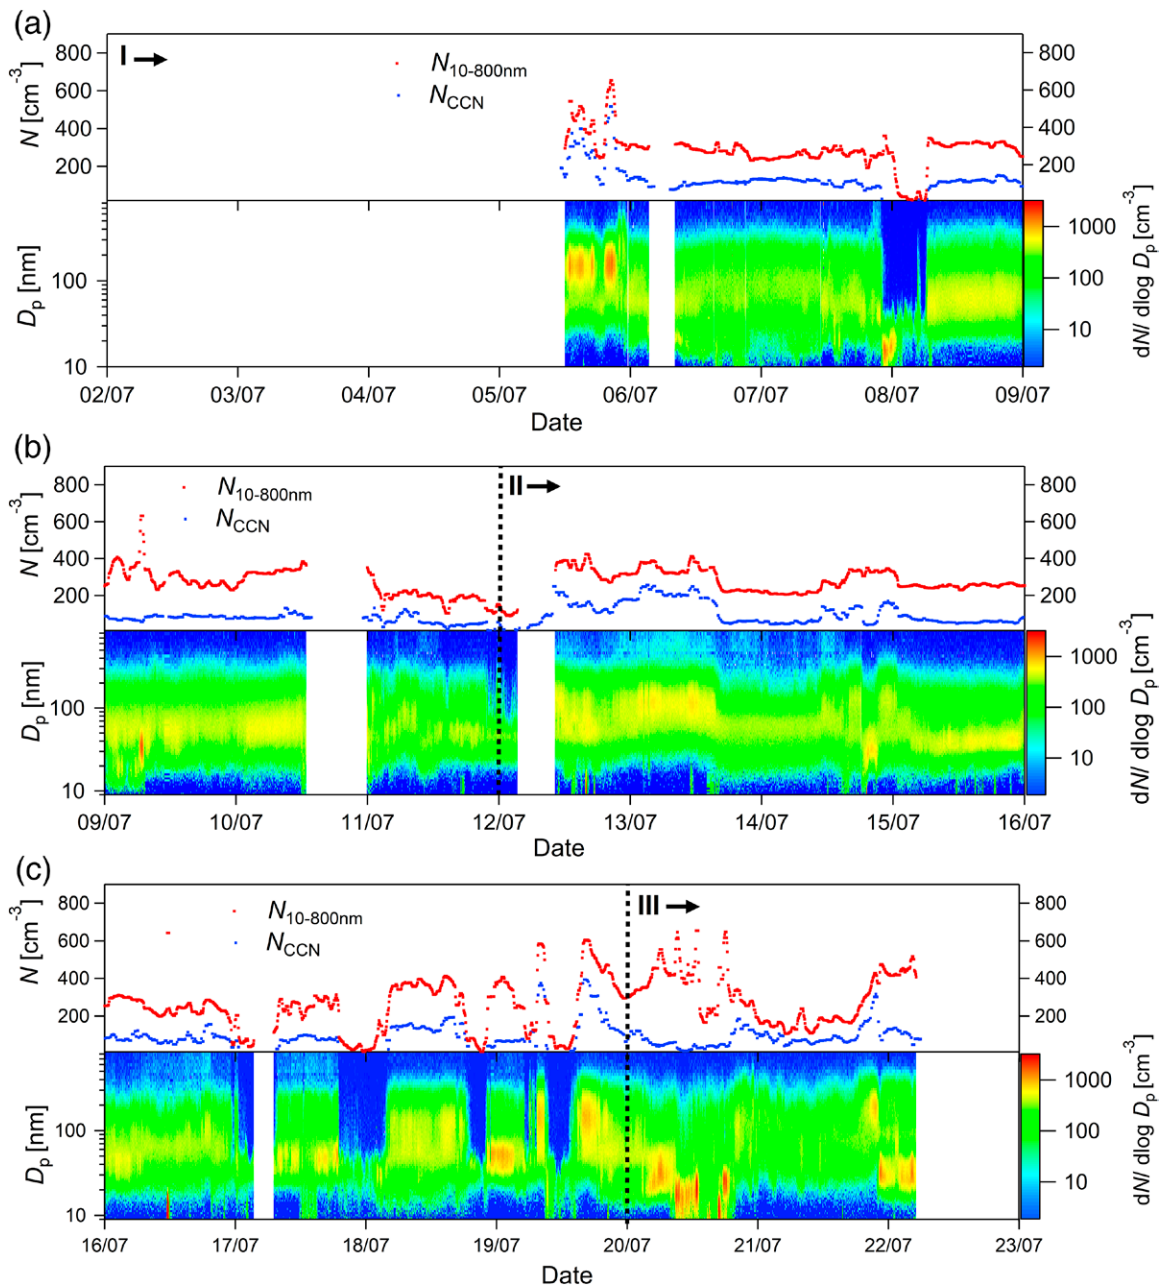 (a)
I
N [cm⁻³]
800
600
400
200
N10-800nm
NCCN
800
600
400
200
0
Dp [nm]
100
10
1000
100
10
dN/ dlog Dp [cm⁻³]
02/07 03/07 04/07 05/07 06/07 07/07 08/07 09/07
Date
(b)
II
N [cm⁻³]
800
600
400
200
N10-800nm
NCCN
800
600
400
200
0
Dp [nm]
100
10
1000
100
10
dN/ dlog Dp [cm⁻³]
09/07 10/07 11/07 12/07 13/07 14/07 15/07 16/07
Date
(c)
III
N [cm⁻³]
800
600
400
200
N10-800nm
NCCN
800
600
400
200
0
Dp [nm]
100
10
1000
100
10
dN/ dlog Dp [cm⁻³]
16/07 17/07 18/07 19/07 20/07 21/07 22/07 23/07
Date